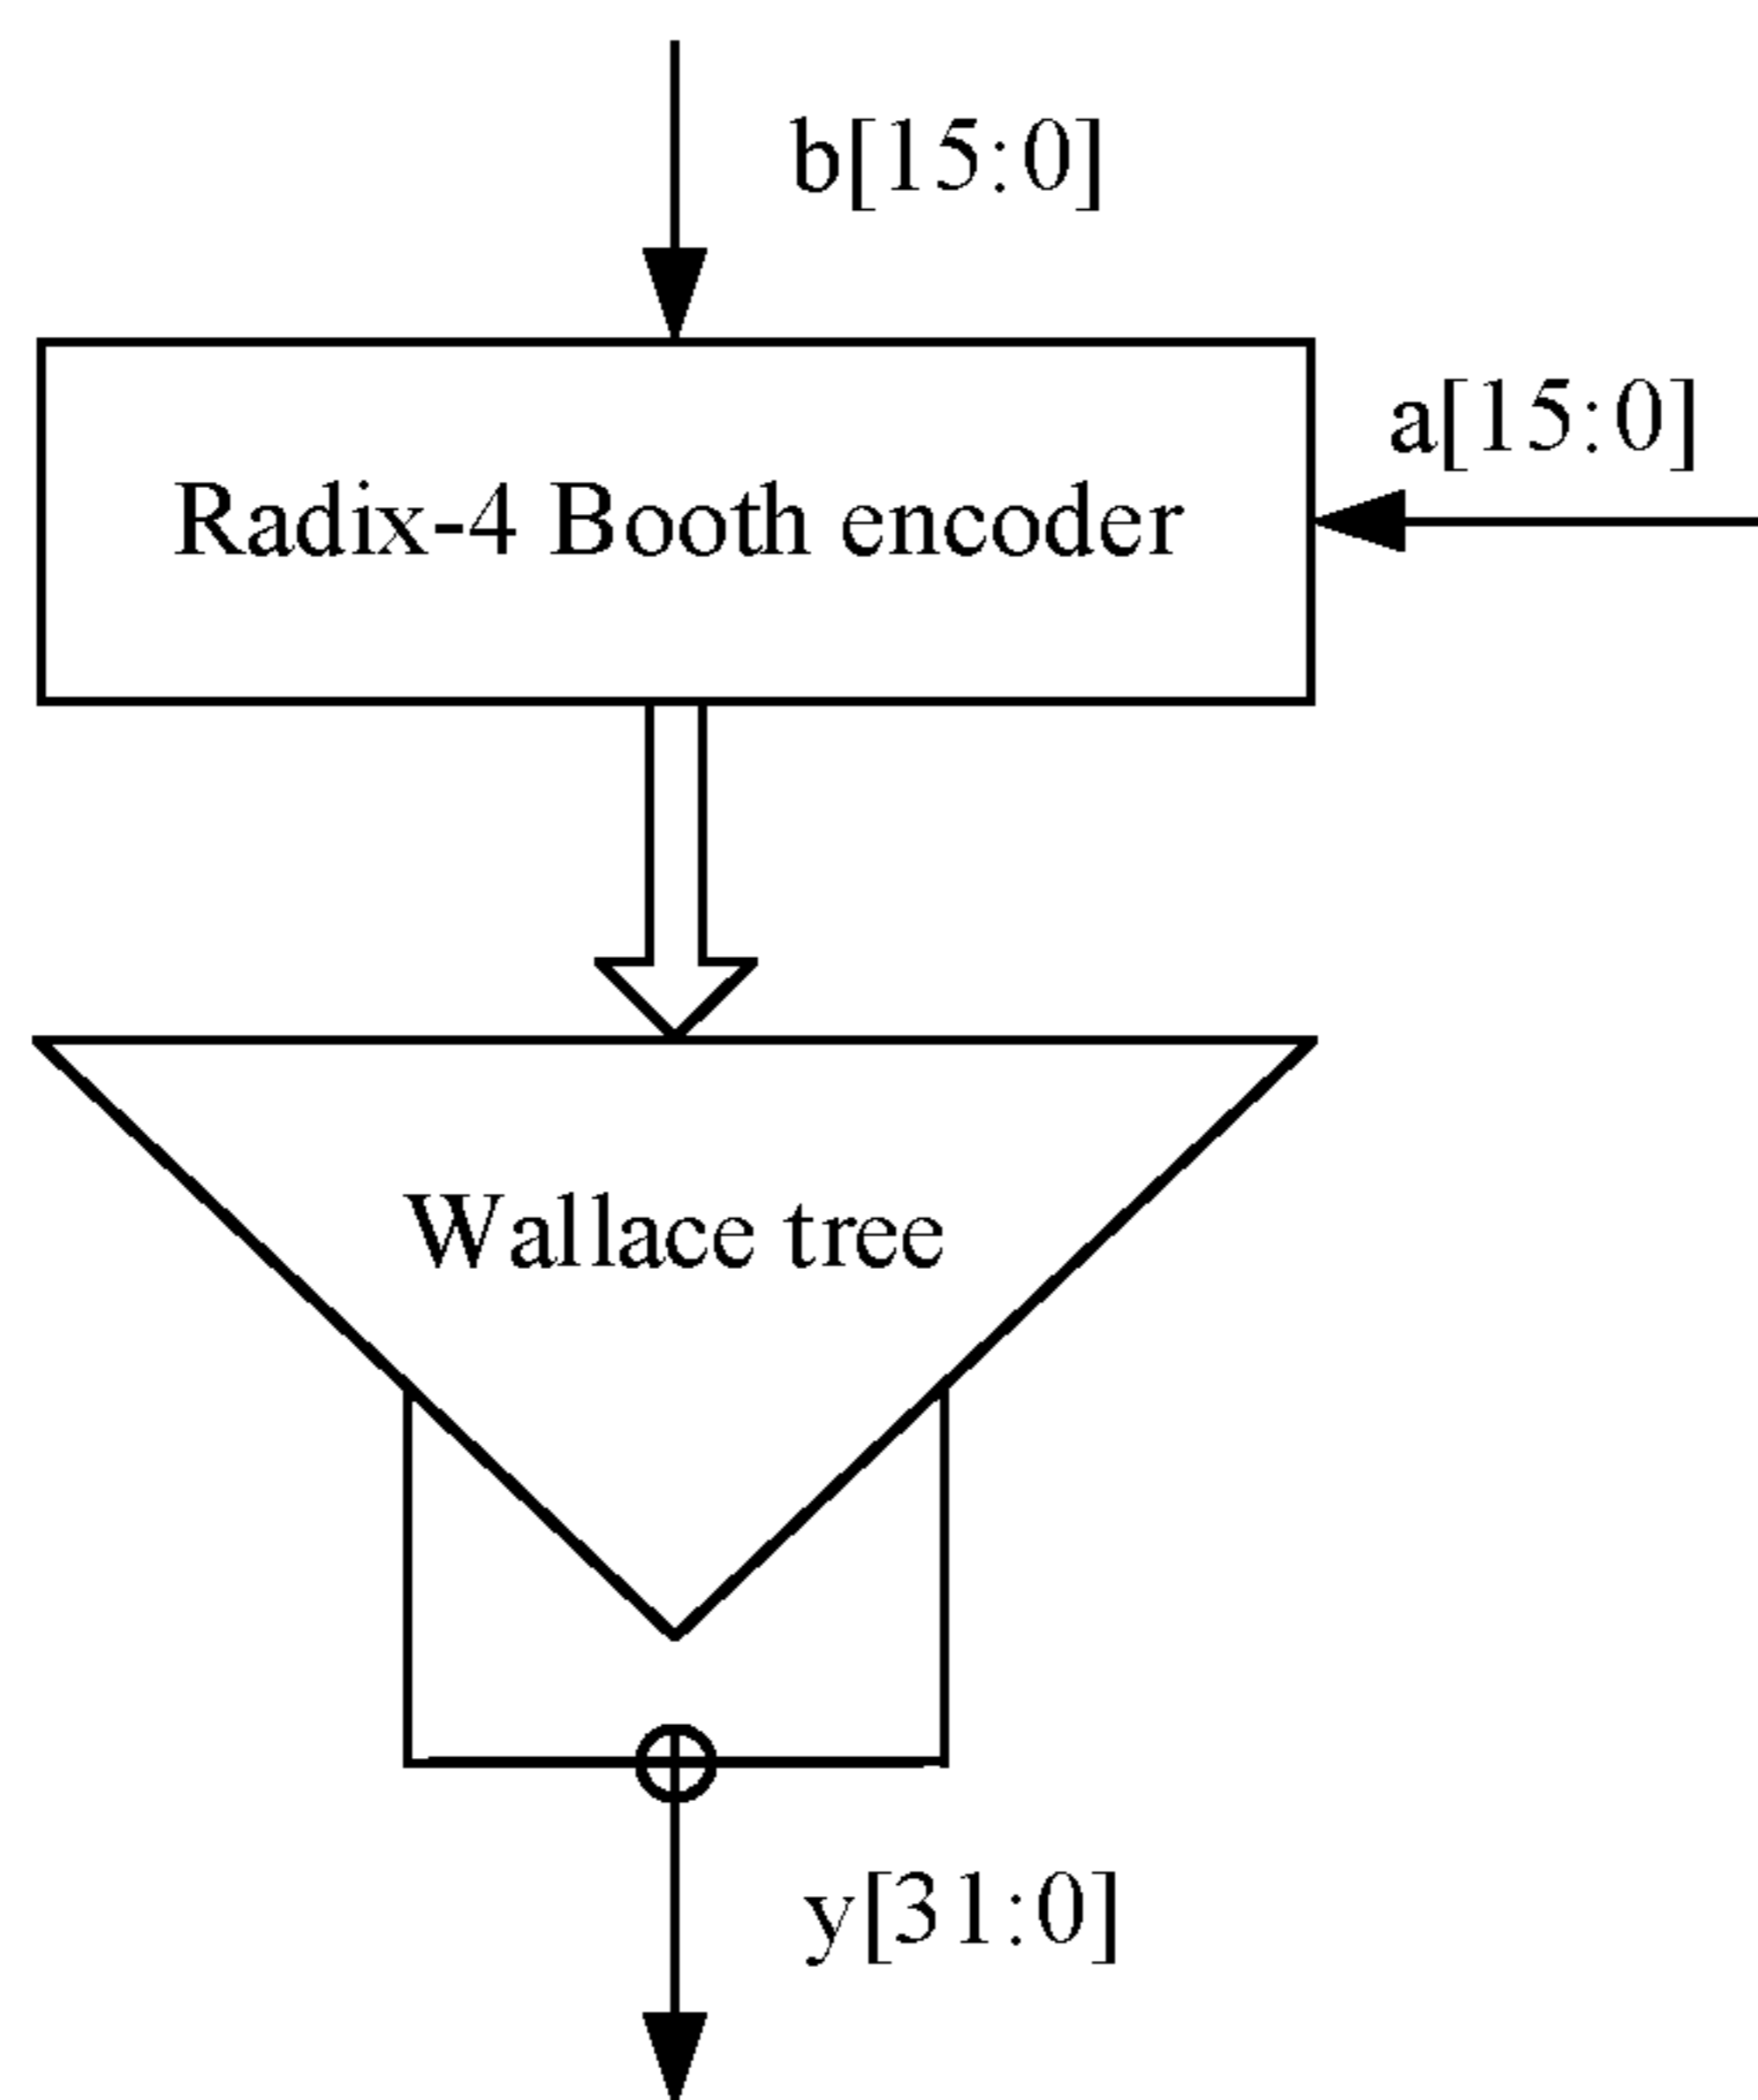 b[15:0]
a[15:0]
Radix-4 Booth encoder
Wallace tree
y[31:0]